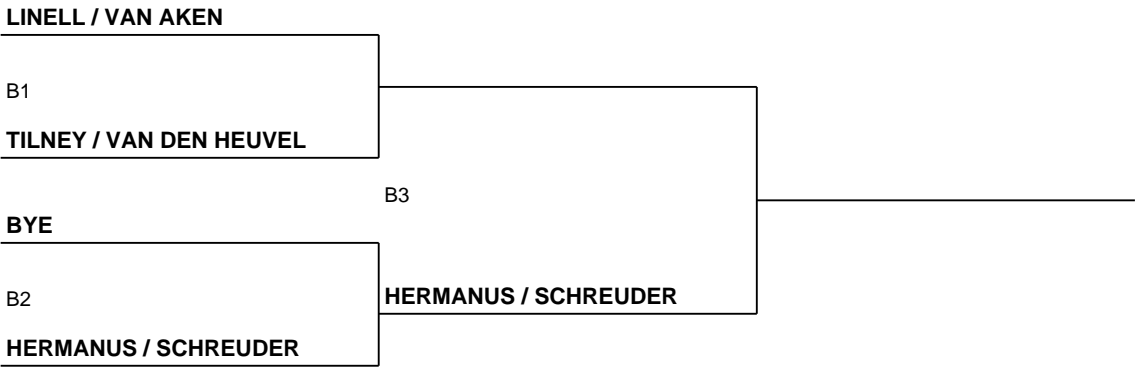 LINELL / VAN AKEN
B1
TILNEY / VAN DEN HEUVEL
B3
BYE
B2
HERMANUS / SCHREUDER
HERMANUS / SCHREUDER